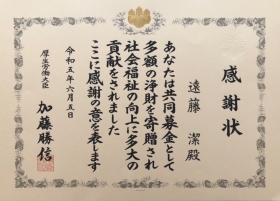 感謝状
遠藤 潔殿
あなたは共同募金として
多額の浄財を寄贈され
社会福祉の向上に多大の
貢献をされました
ここに感謝の意を表します
令和五年六月五日
厚生労働大臣
加藤勝信